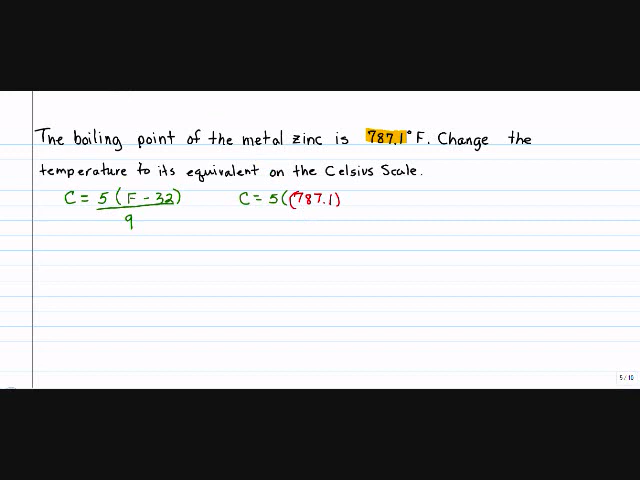 The boiling point of the metal zinc is 787.1° F. Change the
temperature to its equivalent on the Celsius Scale.
C = 5 (F - 32) C = 5 ((787.1)
9
5 / 10